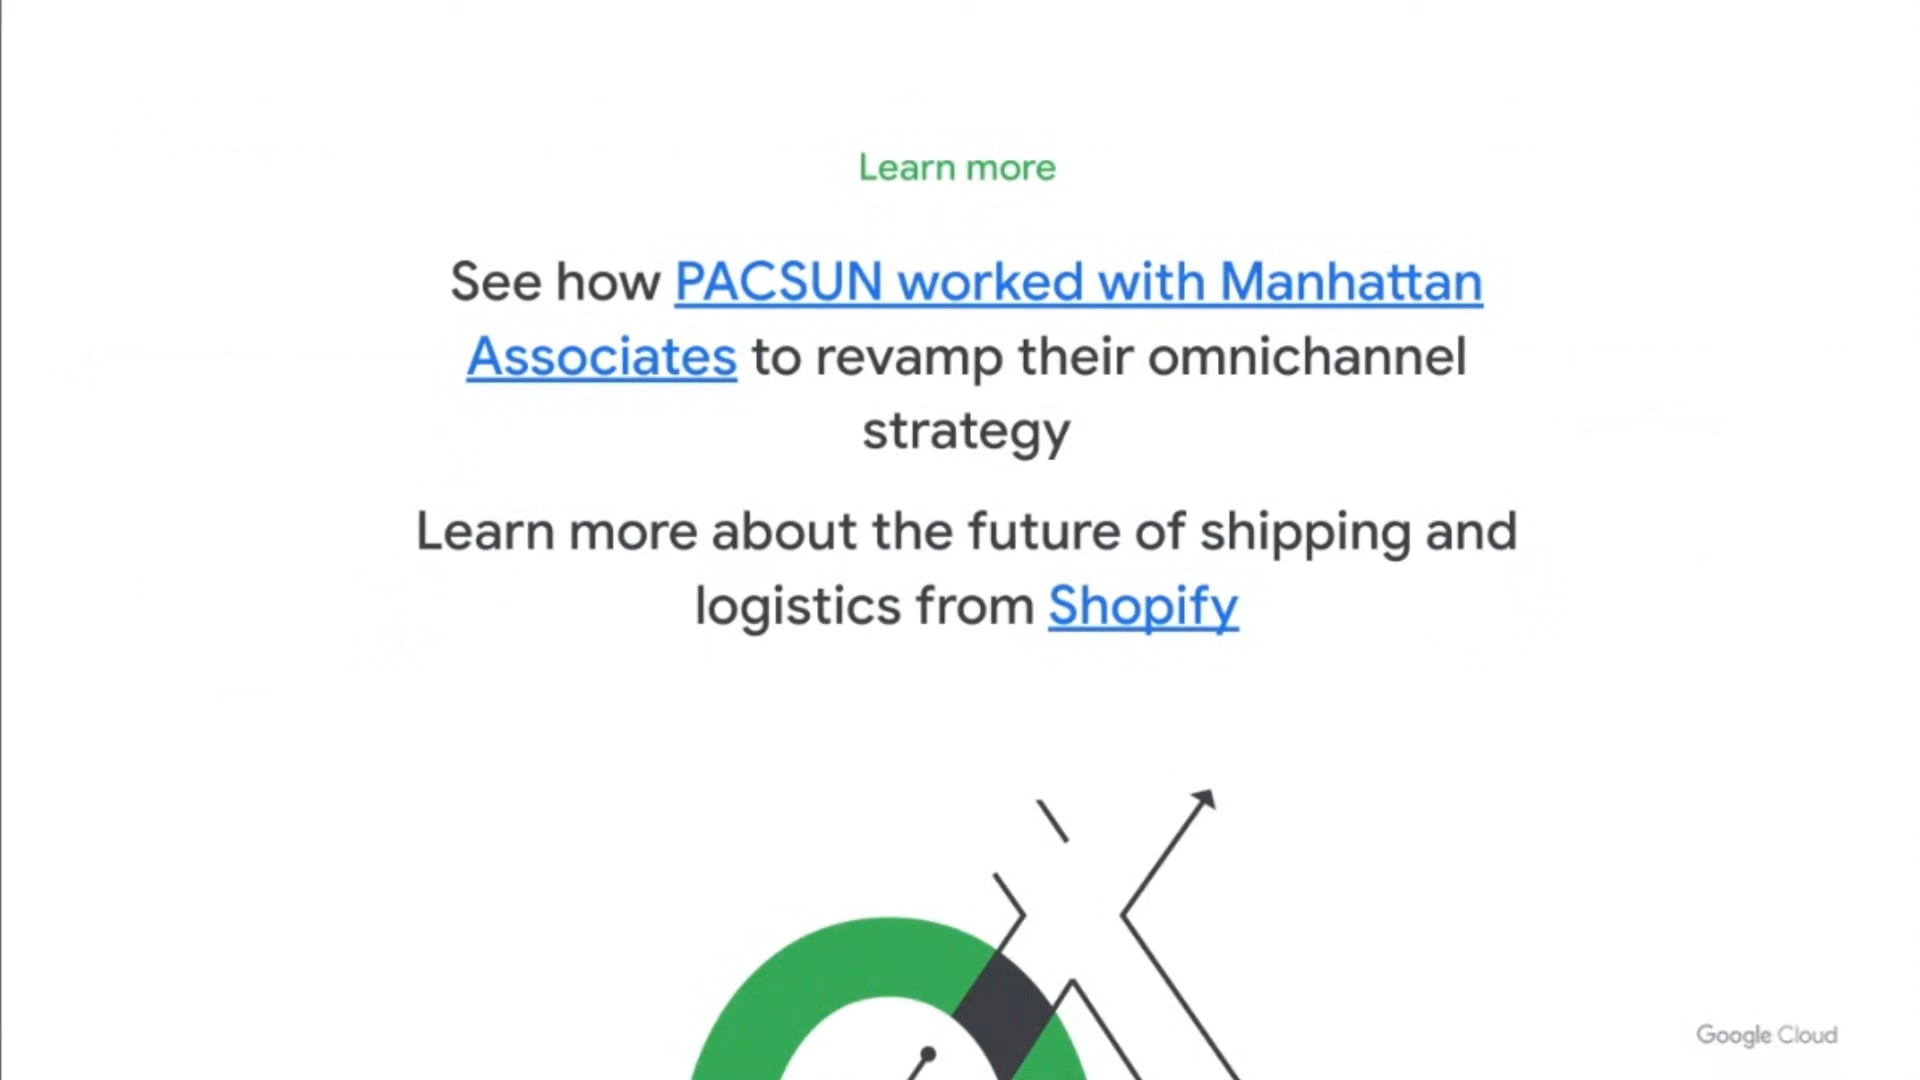 Learn more
See how PACSUN worked with Manhattan
Associates to revamp their omnichannel
strategy
Learn more about the future of shipping and
logistics from Shopify
Google Cloud